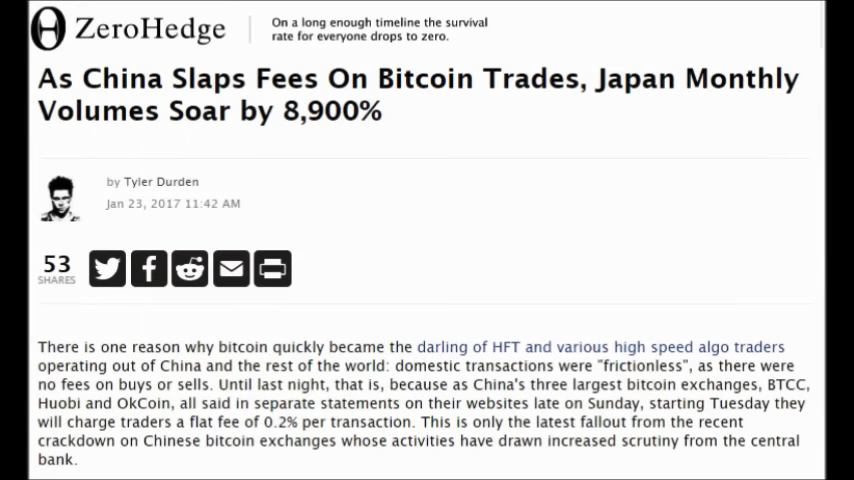 ZeroHedge
On a long enough timeline the survival
rate for everyone drops to zero.
As China Slaps Fees On Bitcoin Trades, Japan Monthly
Volumes Soar by 8,900%
by Tyler Durden
Jan 23, 2017 11:42 AM
53
SHARES
There is one reason why bitcoin quickly became the darling of HFT and various high speed algo traders
operating out of China and the rest of the world: domestic transactions were "frictionless", as there were
no fees on buys or sells. Until last night, that is, because as China's three largest bitcoin exchanges, BTCC,
Huobi and OkCoin, all said in separate statements on their websites late on Sunday, starting Tuesday they
will charge traders a flat fee of 0.2% per transaction. This is only the latest fallout from the recent
crackdown on Chinese bitcoin exchanges whose activities have drawn increased scrutiny from the central
bank.